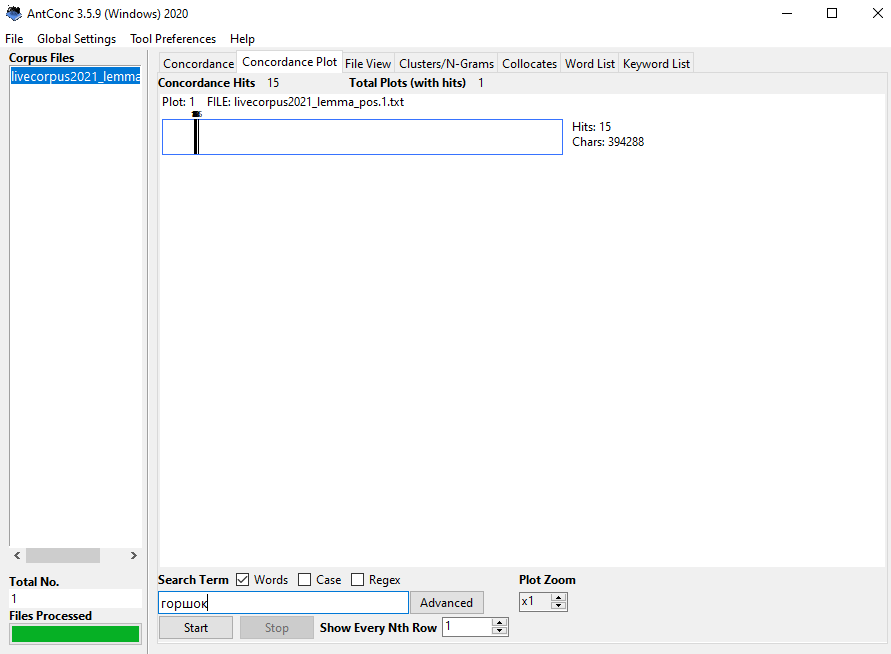 AntConc 3.5.9 (Windows) 2020
File Global Settings Tool Preferences Help
Corpus Files
livecorpus2021_lemma
Concordance Concordance Plot File View Clusters/N-Grams Collocates Word List Keyword List
Concordance Hits 15 Total Plots (with hits) 1
Plot: 1 FILE: livecorpus2021_lemma_pos.1.txt
Hits: 15
Chars: 394288
Total No.
1
Files Processed
Search Term Words Case Regex Plot Zoom
горшок Advanced x1
Start Stop Show Every Nth Row 1